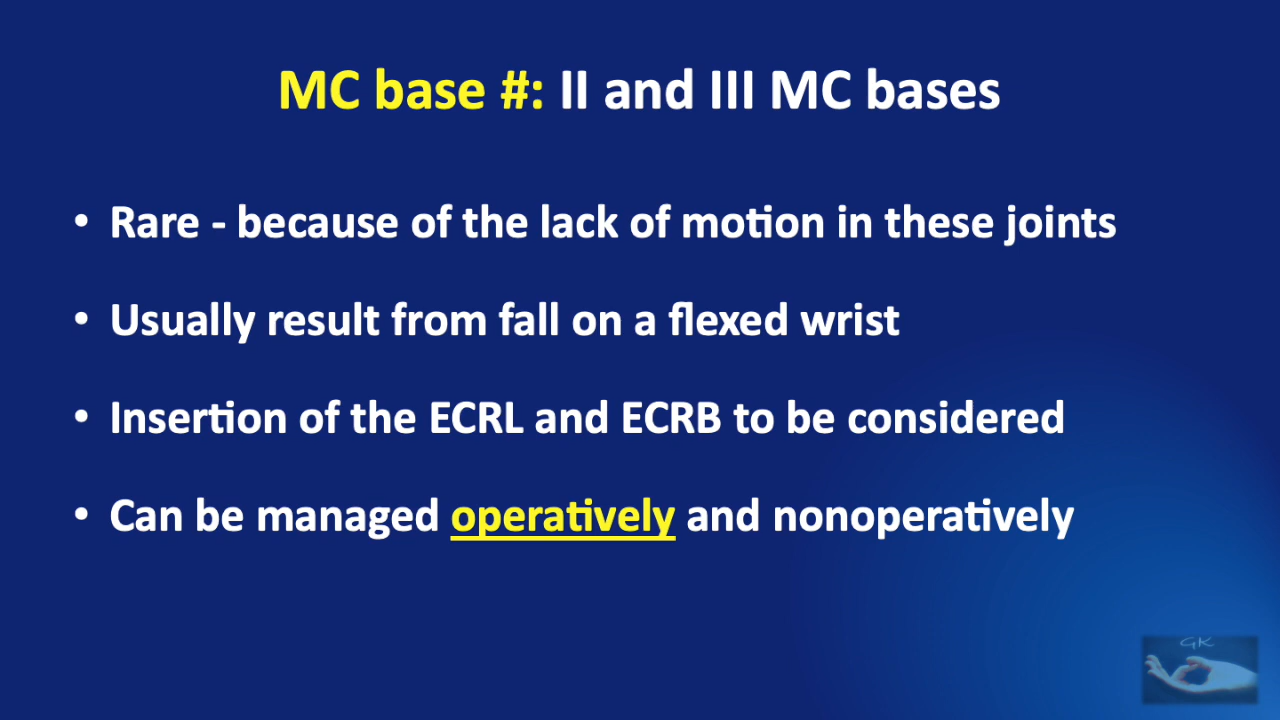 MC base #: II and III MC bases
• Rare - because of the lack of motion in these joints
• Usually result from fall on a flexed wrist
• Insertion of the ECRL and ECRB to be considered
• Can be managed operatively and nonoperatively
GK